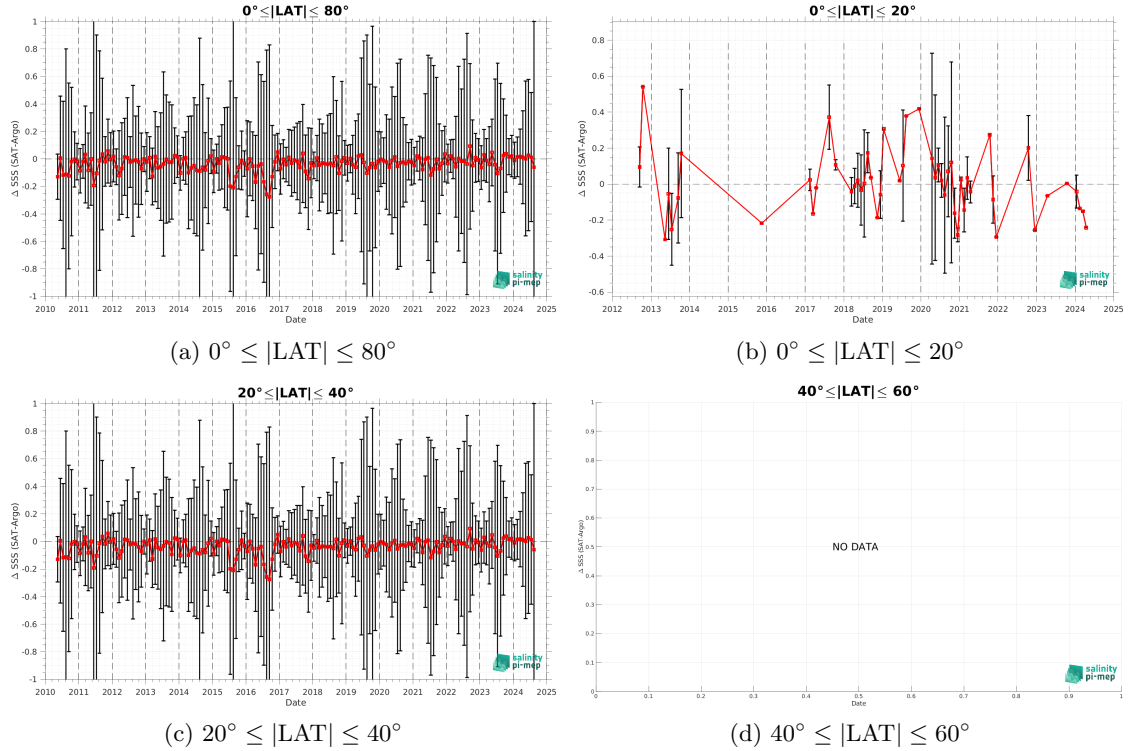 0°≤|LAT|≤ 80°
Δ SSS (SAT-Argo)
1
0.8
0.6
0.4
0.2
0
-0.2
-0.4
-0.6
-0.8
-1
2010 2011 2012 2013 2014 2015 2016 2017 2018 2019 2020 2021 2022 2023 2024 2025
Date
salinity
pi-mep
(a) 0° ≤ |LAT| ≤ 80°
0°≤|LAT|≤ 20°
Δ SSS (SAT-Argo)
0.8
0.6
0.4
0.2
0
-0.2
-0.4
-0.6
2012 2013 2014 2015 2016 2017 2018 2019 2020 2021 2022 2023 2024 2025
Date
salinity
pi-mep
(b) 0° ≤ |LAT| ≤ 20°
20°≤|LAT|≤ 40°
Δ SSS (SAT-Argo)
1
0.8
0.6
0.4
0.2
0
-0.2
-0.4
-0.6
-0.8
-1
2010 2011 2012 2013 2014 2015 2016 2017 2018 2019 2020 2021 2022 2023 2024 2025
Date
salinity
pi-mep
(c) 20° ≤ |LAT| ≤ 40°
40°≤|LAT|≤ 60°
Δ SSS (SAT-Argo)
1
0.9
0.8
0.7
0.6
0.5
0.4
0.3
0.2
0.1
0
NO DATA
0 0.1 0.2 0.3 0.4 0.5 0.6 0.7 0.8 0.9 1
Date
salinity
pi-mep
(d) 40° ≤ |LAT| ≤ 60°